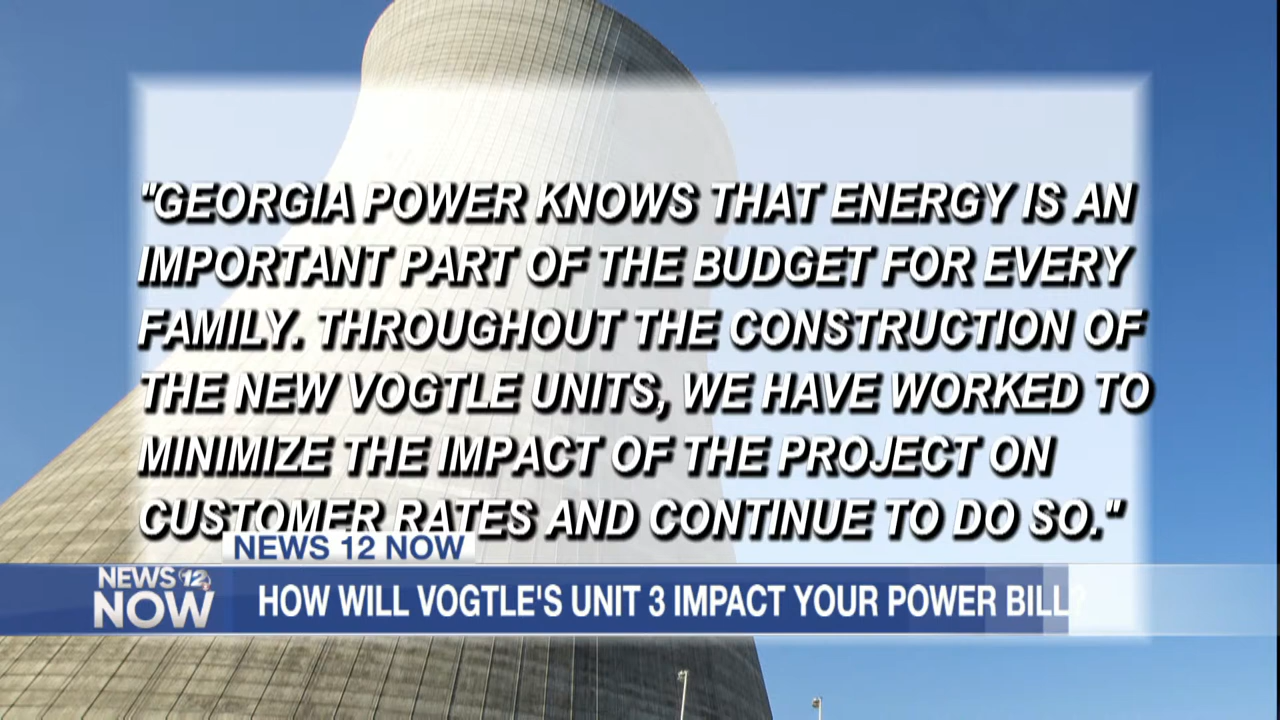 "GEORGIA POWER KNOWS THAT ENERGY IS AN
IMPORTANT PART OF THE BUDGET FOR EVERY
FAMILY. THROUGHOUT THE CONSTRUCTION OF
THE NEW VOGTLE UNITS, WE HAVE WORKED TO
MINIMIZE THE IMPACT OF THE PROJECT ON
CUSTOMER RATES AND CONTINUE TO DO SO."
NEWS 12 NOW
NEWS 12
NOW
HOW WILL VOGTLE'S UNIT 3 IMPACT YOUR POWER BILL?